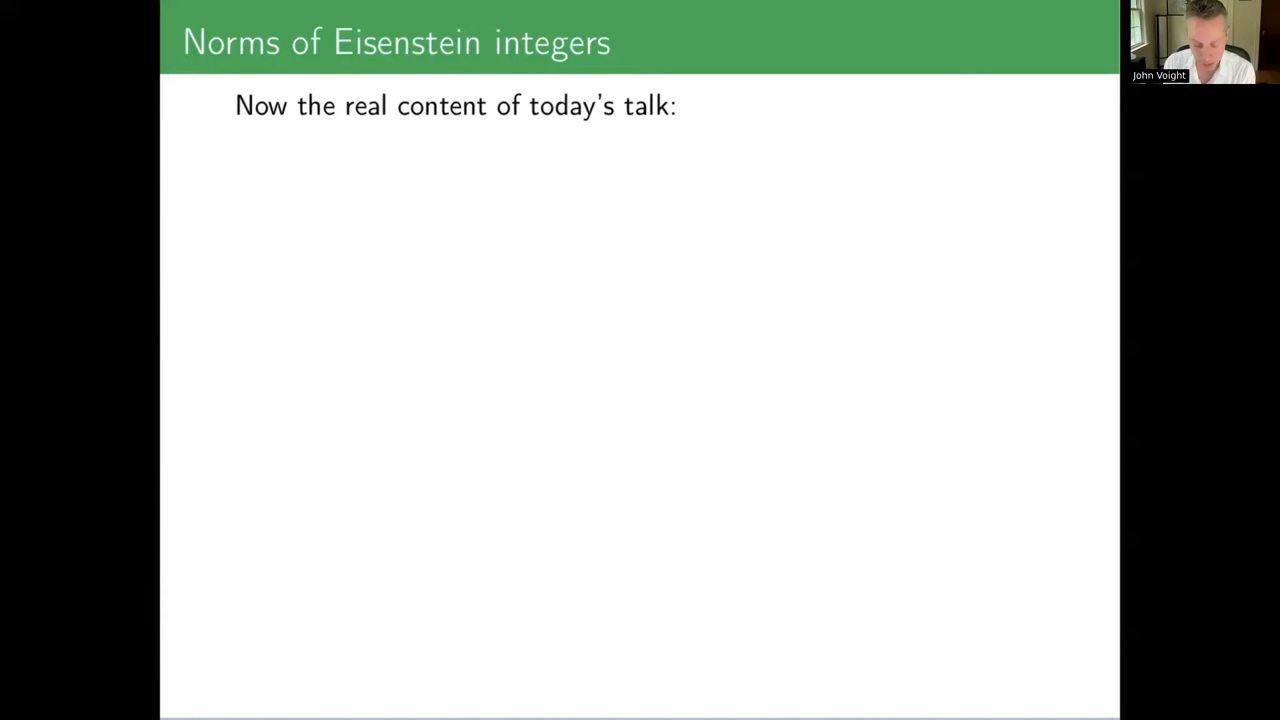 Norms of Eisenstein integers
John Voight
Now the real content of today's talk: